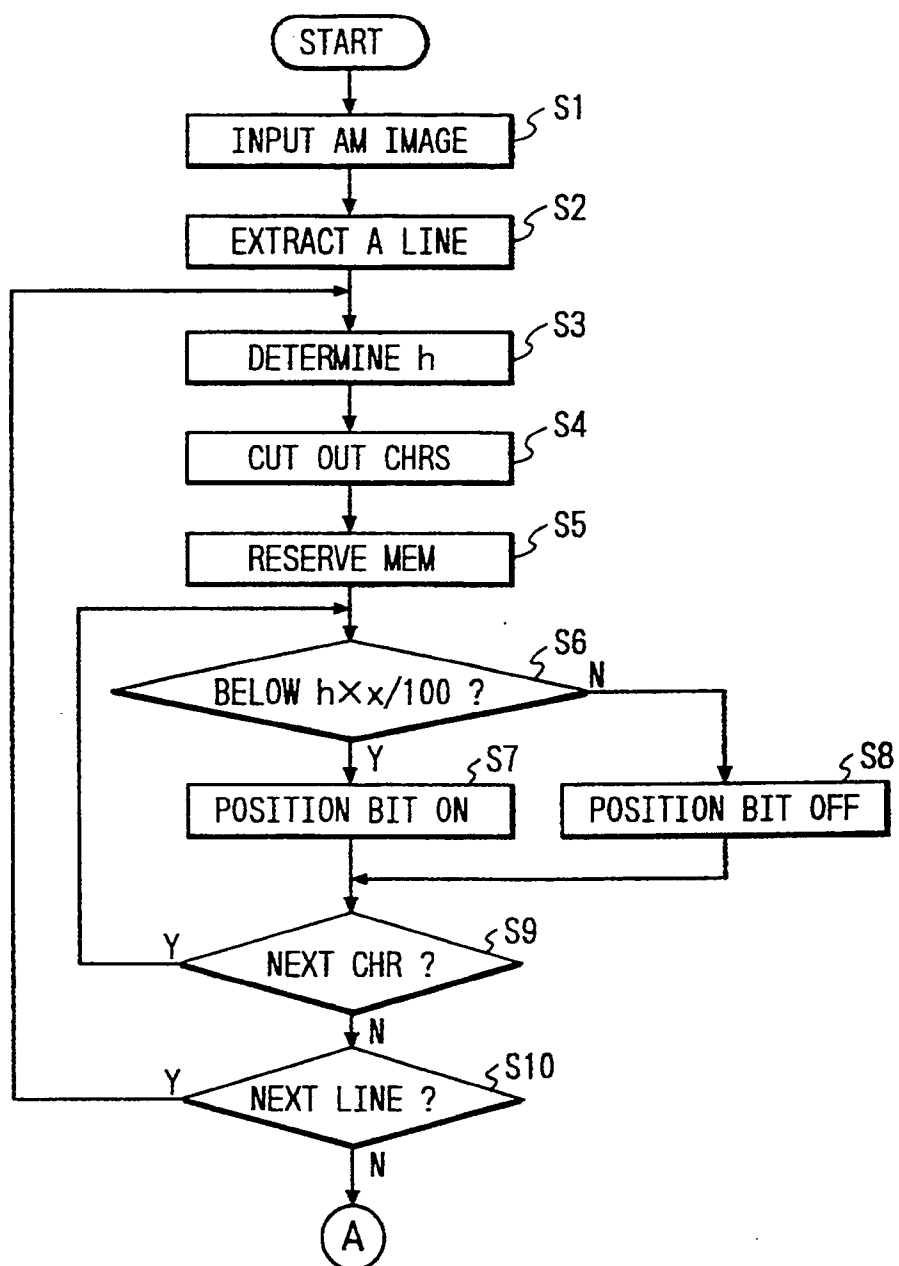 START
S1
INPUT AM IMAGE
S2
EXTRACT A LINE
S3
DETERMINE h
S4
CUT OUT CHRS
S5
RESERVE MEM
S6
BELOW h×x/100 ?
N
Y
S7
POSITION BIT ON
S8
POSITION BIT OFF
S9
Y
NEXT CHR ?
N
S10
Y
NEXT LINE ?
N
A